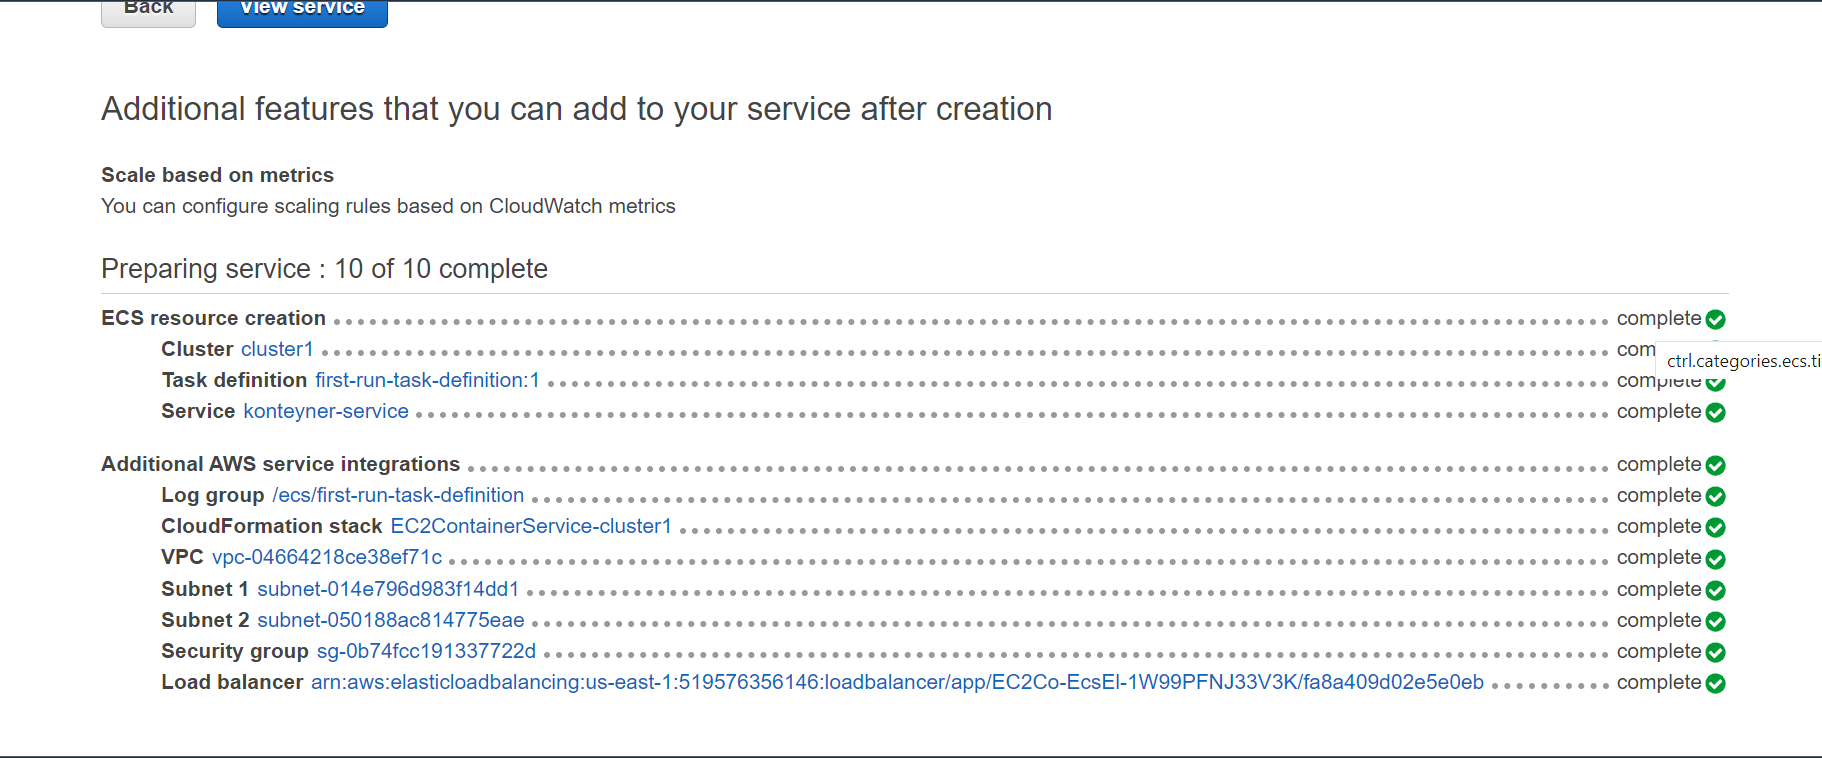 Back View service
Additional features that you can add to your service after creation
Scale based on metrics
You can configure scaling rules based on CloudWatch metrics
Preparing service : 10 of 10 complete
ECS resource creation complete
Cluster cluster1 com
ctrl.categories.ecs.ti
Task definition first-run-task-definition:1 complete
Service konteyner-service complete
Additional AWS service integrations complete
Log group /ecs/first-run-task-definition complete
CloudFormation stack EC2ContainerService-cluster1 complete
VPC vpc-04664218ce38ef71c complete
Subnet 1 subnet-014e796d983f14dd1 complete
Subnet 2 subnet-050188ac814775eae complete
Security group sg-0b74fcc191337722d complete
Load balancer arn:aws:elasticloadbalancing:us-east-1:519576356146:loadbalancer/app/EC2Co-EcsEl-1W99PFNJ33V3K/fa8a409d02e5e0eb complete